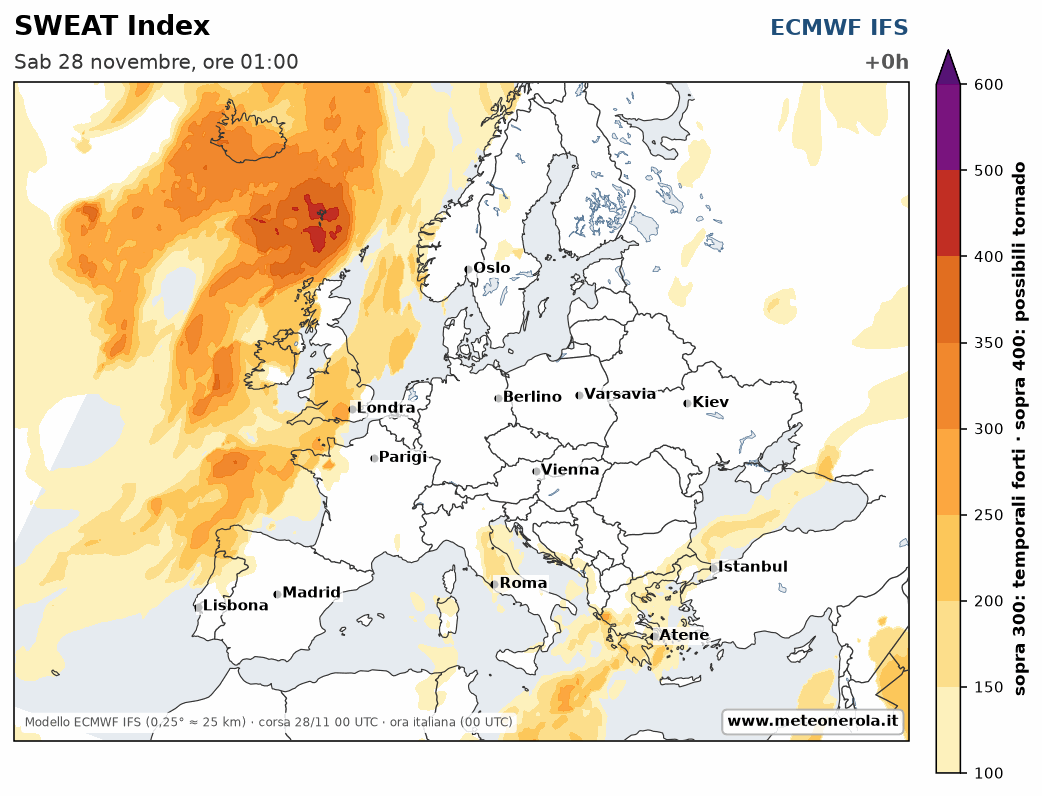 SWEAT Index
ECMWF IFS
Sab 28 novembre, ore 01:00
+0h
600
500
400
350
300
250
200
150
100
sopra 300: temporali forti · sopra 400: possibili tornado
Oslo
Berlino
Varsavia
Kiev
Londra
Parigi
Vienna
Istanbul
Roma
Madrid
Lisbona
Atene
Modello ECMWF IFS (0,25° ≈ 25 km) · corsa 28/11 00 UTC · ora italiana (00 UTC)
www.meteonerola.it